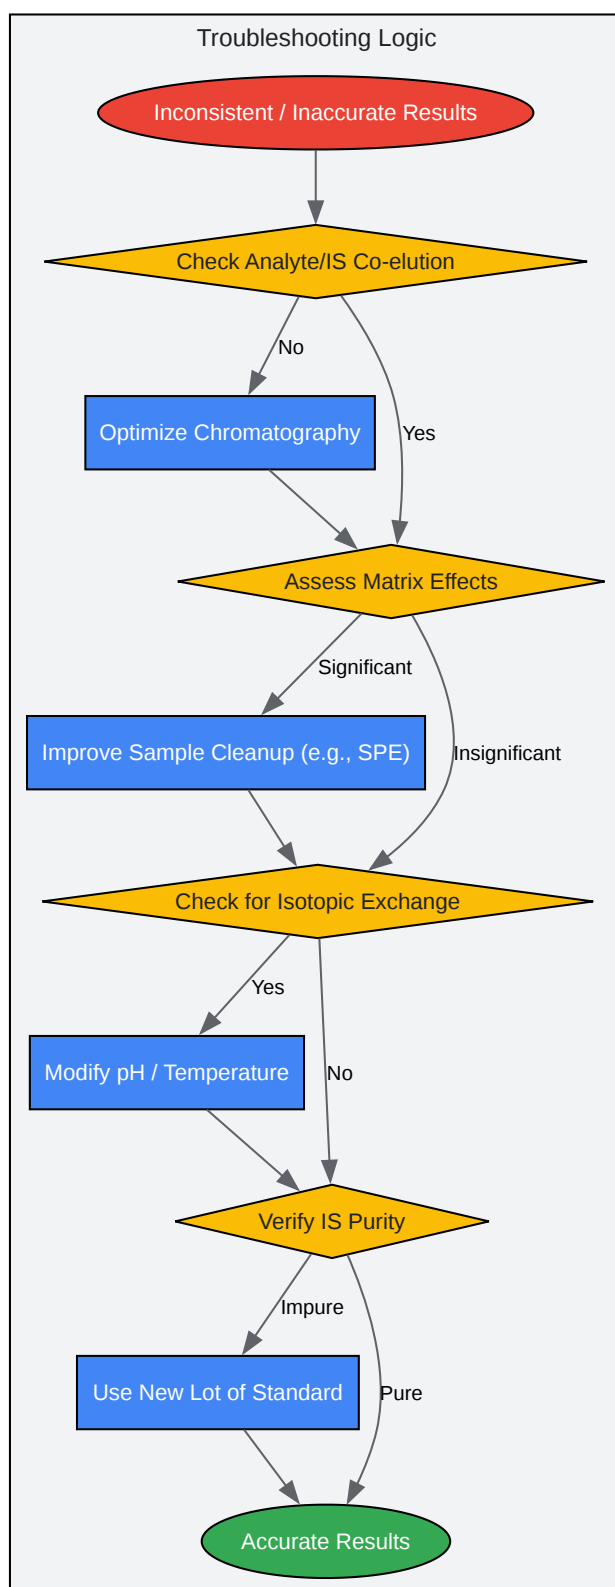 Troubleshooting Logic
Inconsistent / Inaccurate Results
Check Analyte/IS Co-elution
No
Optimize Chromatography
Yes
Assess Matrix Effects
Significant
Improve Sample Cleanup (e.g., SPE)
Insignificant
Check for Isotopic Exchange
Yes
Modify pH / Temperature
No
Verify IS Purity
Impure
Use New Lot of Standard
Pure
Accurate Results